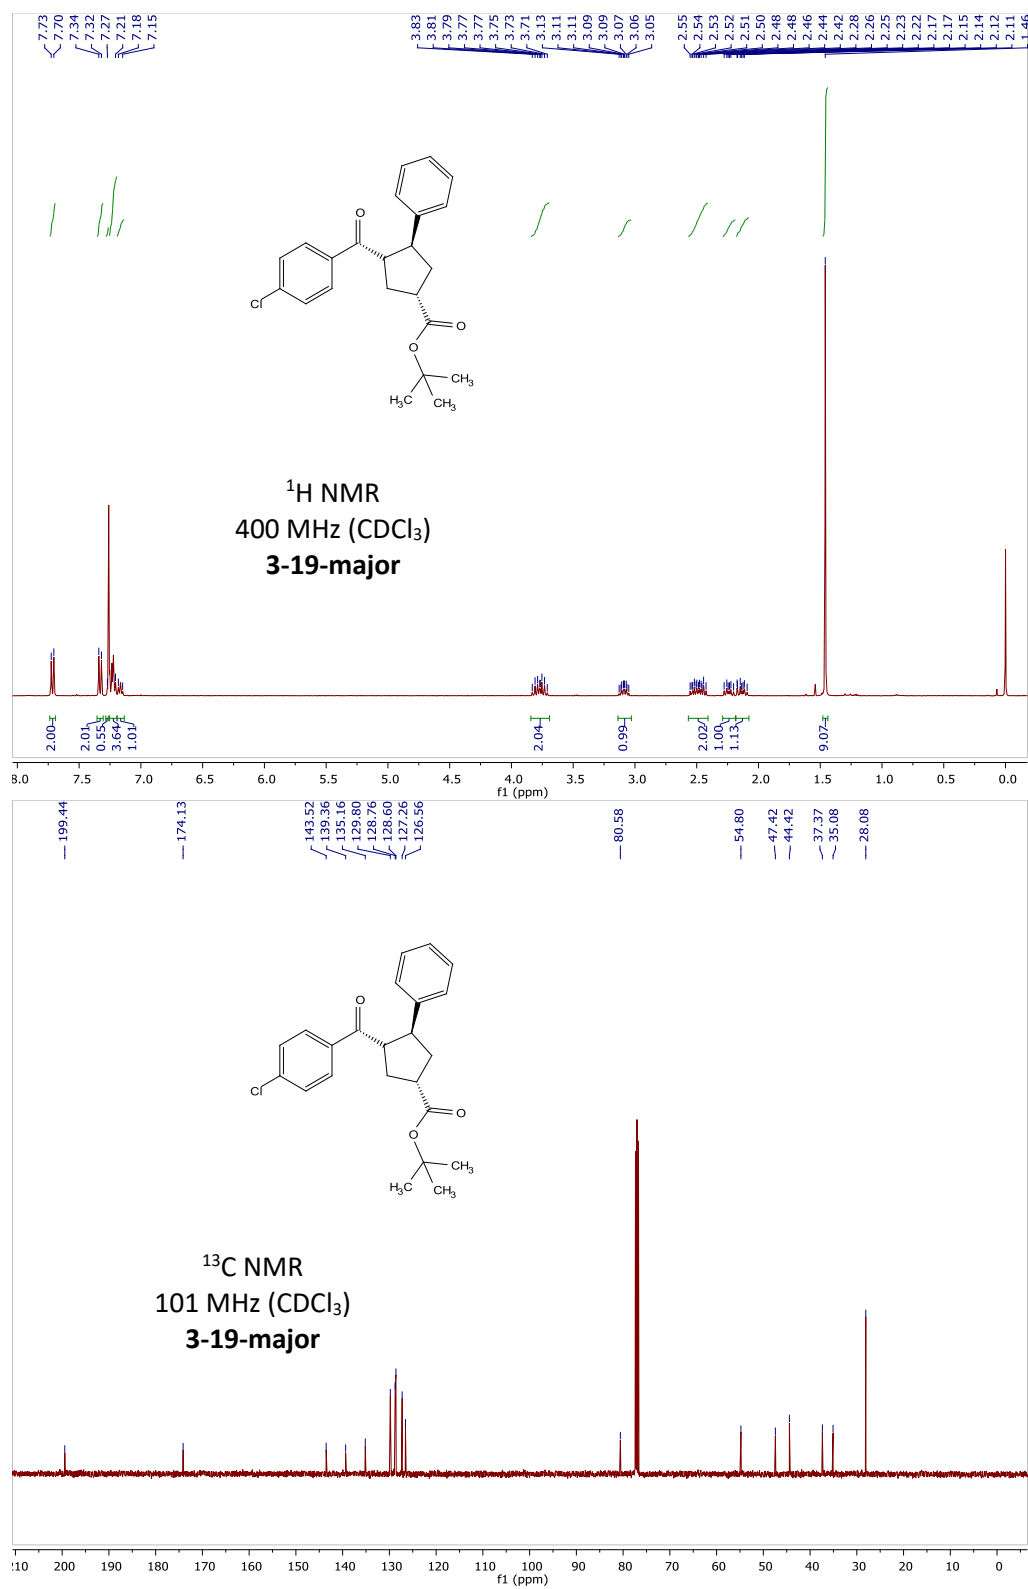 7.73 7.70 7.34 7.32 7.27 7.21 7.18 7.15 3.83 3.81 3.79 3.77 3.77 3.75 3.73 3.71 3.13 3.11 3.11 3.09 3.09 3.07 3.06 3.05 2.55 2.54 2.53 2.52 2.51 2.50 2.48 2.48 2.46 2.44 2.42 2.28 2.26 2.25 2.23 2.22 2.17 2.17 2.15 2.14 2.12 2.11 1.46
O
Cl
O
O
CH₃
H₃C CH₃
¹H NMR
400 MHz (CDCl₃)
3-19-major
2.00 2.01 0.55 3.64 1.01 2.04 0.99 2.02 1.00 1.13 9.07
8.0 7.5 7.0 6.5 6.0 5.5 5.0 4.5 4.0 3.5 3.0 2.5 2.0 1.5 1.0 0.5 0.0
f1 (ppm)
199.44 174.13 143.52 139.36 135.16 129.80 128.76 128.60 127.26 126.56 80.58 54.80 47.42 44.42 37.37 35.08 28.08
O
Cl
O
O
CH₃
H₃C CH₃
¹³C NMR
101 MHz (CDCl₃)
3-19-major
210 200 190 180 170 160 150 140 130 120 110 100 90 80 70 60 50 40 30 20 10 0
f1 (ppm)